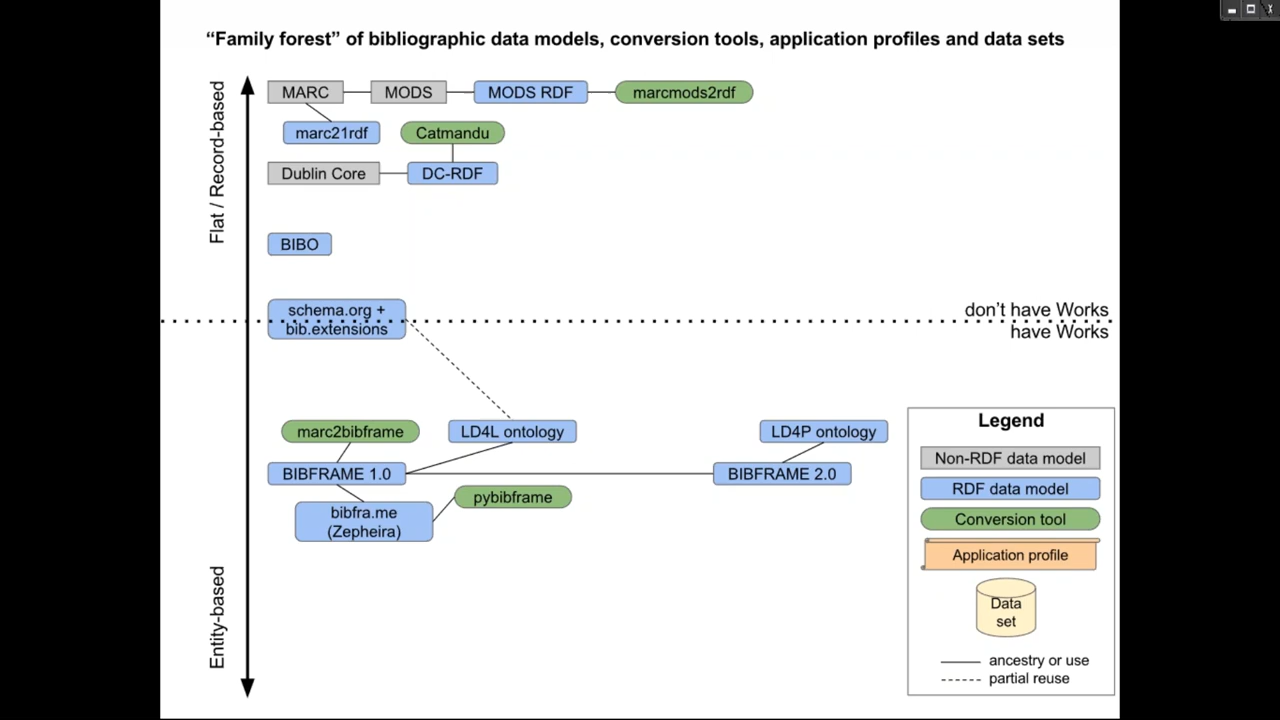 “Family forest” of bibliographic data models, conversion tools, application profiles and data sets
Flat / Record-based
MARC
MODS
MODS RDF
marcmods2rdf
marc21rdf
Catmandu
Dublin Core
DC-RDF
BIBO
schema.org +
bib.extensions
don’t have Works
have Works
marc2bibframe
LD4L ontology
LD4P ontology
BIBFRAME 1.0
BIBFRAME 2.0
pybibframe
bibfra.me
(Zepheira)
Entity-based
Legend
Non-RDF data model
RDF data model
Conversion tool
Application profile
Data
set
ancestry or use
partial reuse